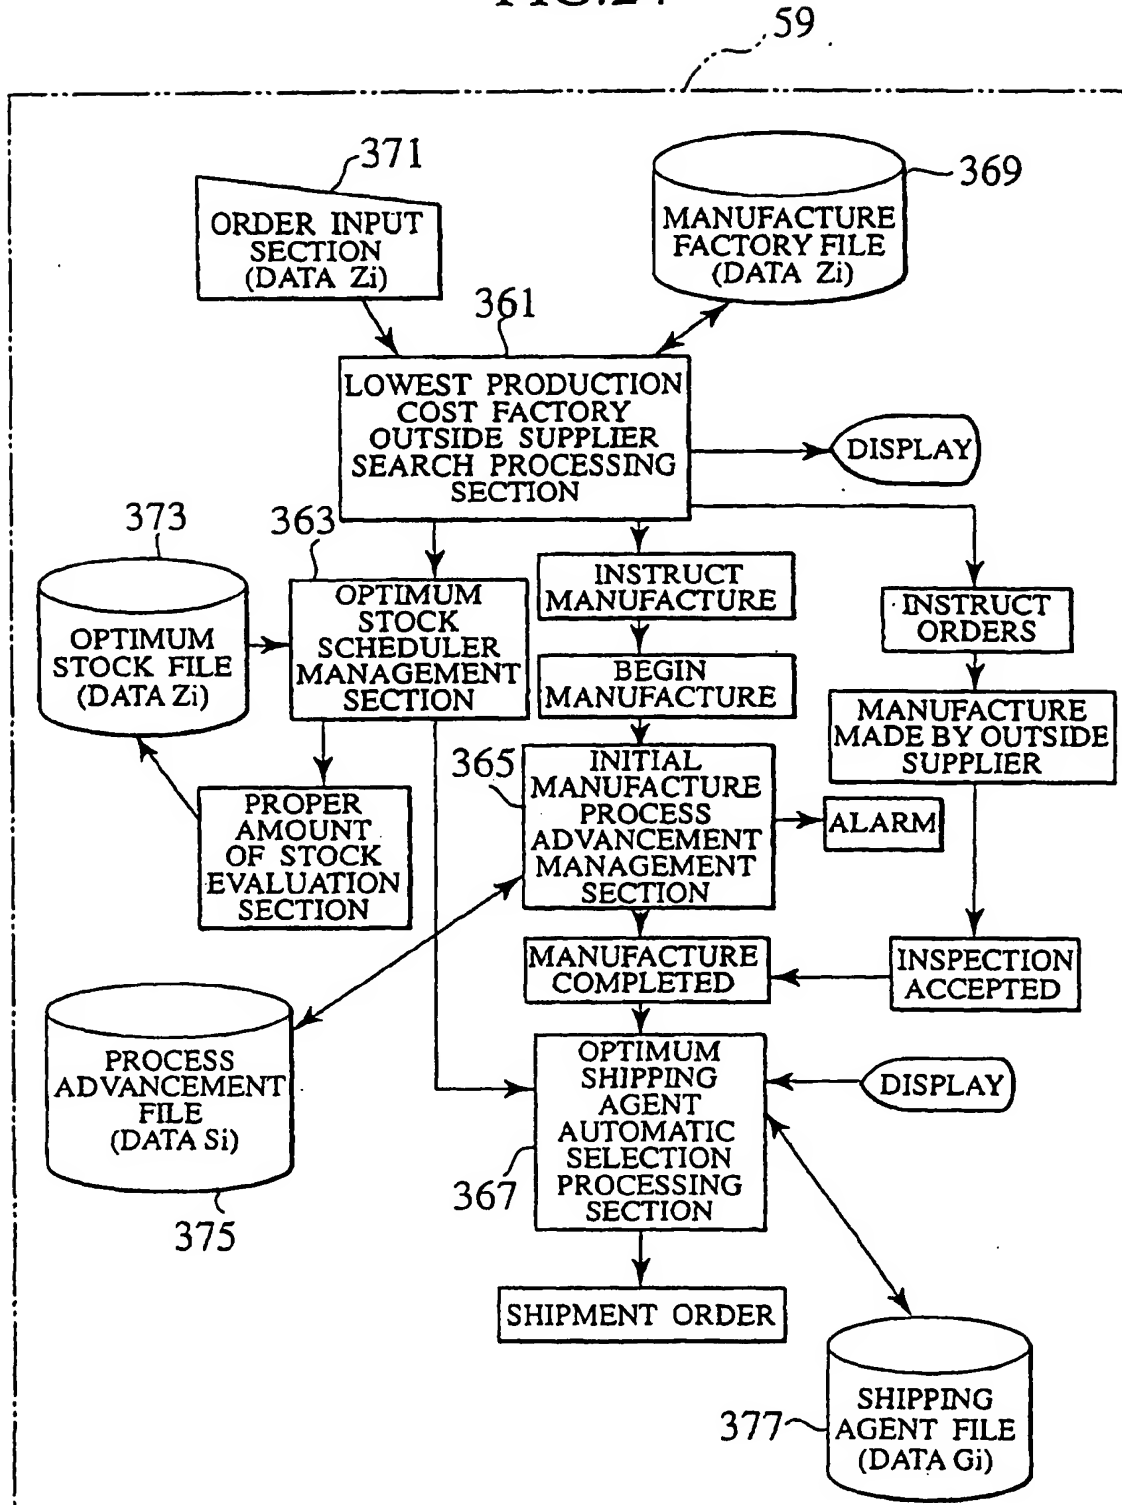 59
371
369
ORDER INPUT
SECTION
(DATA Zi)
MANUFACTURE
FACTORY FILE
(DATA Zi)
361
LOWEST PRODUCTION
COST FACTORY
OUTSIDE SUPPLIER
SEARCH PROCESSING
SECTION
DISPLAY
373
363
OPTIMUM
STOCK FILE
(DATA Zi)
OPTIMUM
STOCK
SCHEDULER
MANAGEMENT
SECTION
INSTRUCT
MANUFACTURE
INSTRUCT
ORDERS
BEGIN
MANUFACTURE
MANUFACTURE
MADE BY OUTSIDE
SUPPLIER
365
INITIAL
MANUFACTURE
PROCESS
ADVANCEMENT
MANAGEMENT
SECTION
ALARM
PROPER
AMOUNT
OF STOCK
EVALUATION
SECTION
MANUFACTURE
COMPLETED
INSPECTION
ACCEPTED
PROCESS
ADVANCEMENT
FILE
(DATA Si)
375
OPTIMUM
SHIPPING
AGENT
AUTOMATIC
SELECTION
PROCESSING
SECTION
367
DISPLAY
SHIPMENT ORDER
377
SHIPPING
AGENT FILE
(DATA Gi)